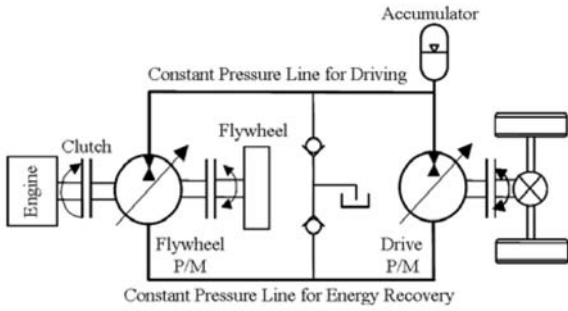 Accumulator
Constant Pressure Line for Driving
Clutch
Flywheel
Engine
Flywheel
P/M
Drive
P/M
Constant Pressure Line for Energy Recovery